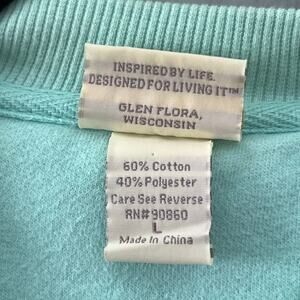 INSPIRED BY LIFE.
DESIGNED FOR LIVING IT™
GLEN FLORA,
WISCONSIN
60% Cotton
40% Polyester
Care See Reverse
RN#90860
L
Made In China